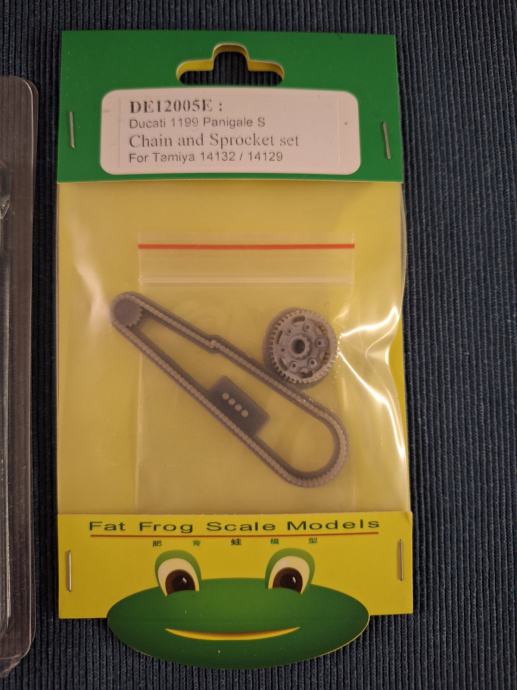 DE12005E :
Ducati 1199 Panigale S
Chain and Sprocket set
For Tamiya 14132 / 14129
Fat Frog Scale Models
肥 青 蛙 模 型